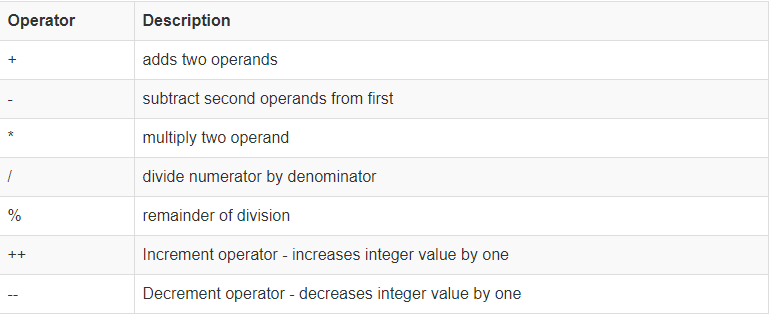 Operator Description
+ adds two operands
- subtract second operands from first
* multiply two operand
/ divide numerator by denominator
% remainder of division
++ Increment operator - increases integer value by one
-- Decrement operator - decreases integer value by one